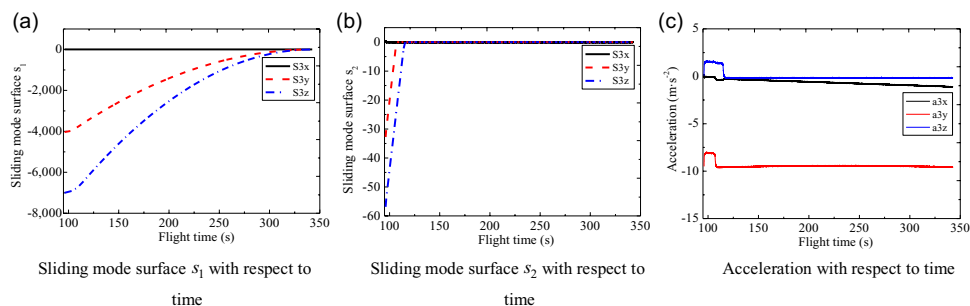 (a)
Sliding mode surface s1
0
-2,000
-4,000
-6,000
-8,000
100 150 200 250 300 350
Flight time (s)
S3x
S3y
S3z
Sliding mode surface s1 with respect to
time
(b)
Sliding mode surface s2
0
-10
-20
-30
-40
-50
-60
100 150 200 250 300 350
Flight time (s)
S3x
S3y
S3z
Sliding mode surface s2 with respect to
time
(c)
Acceleration (m·s-2)
5
0
-5
-10
-15
100 150 200 250 300 350
Flight time (s)
a3x
a3y
a3z
Acceleration with respect to time